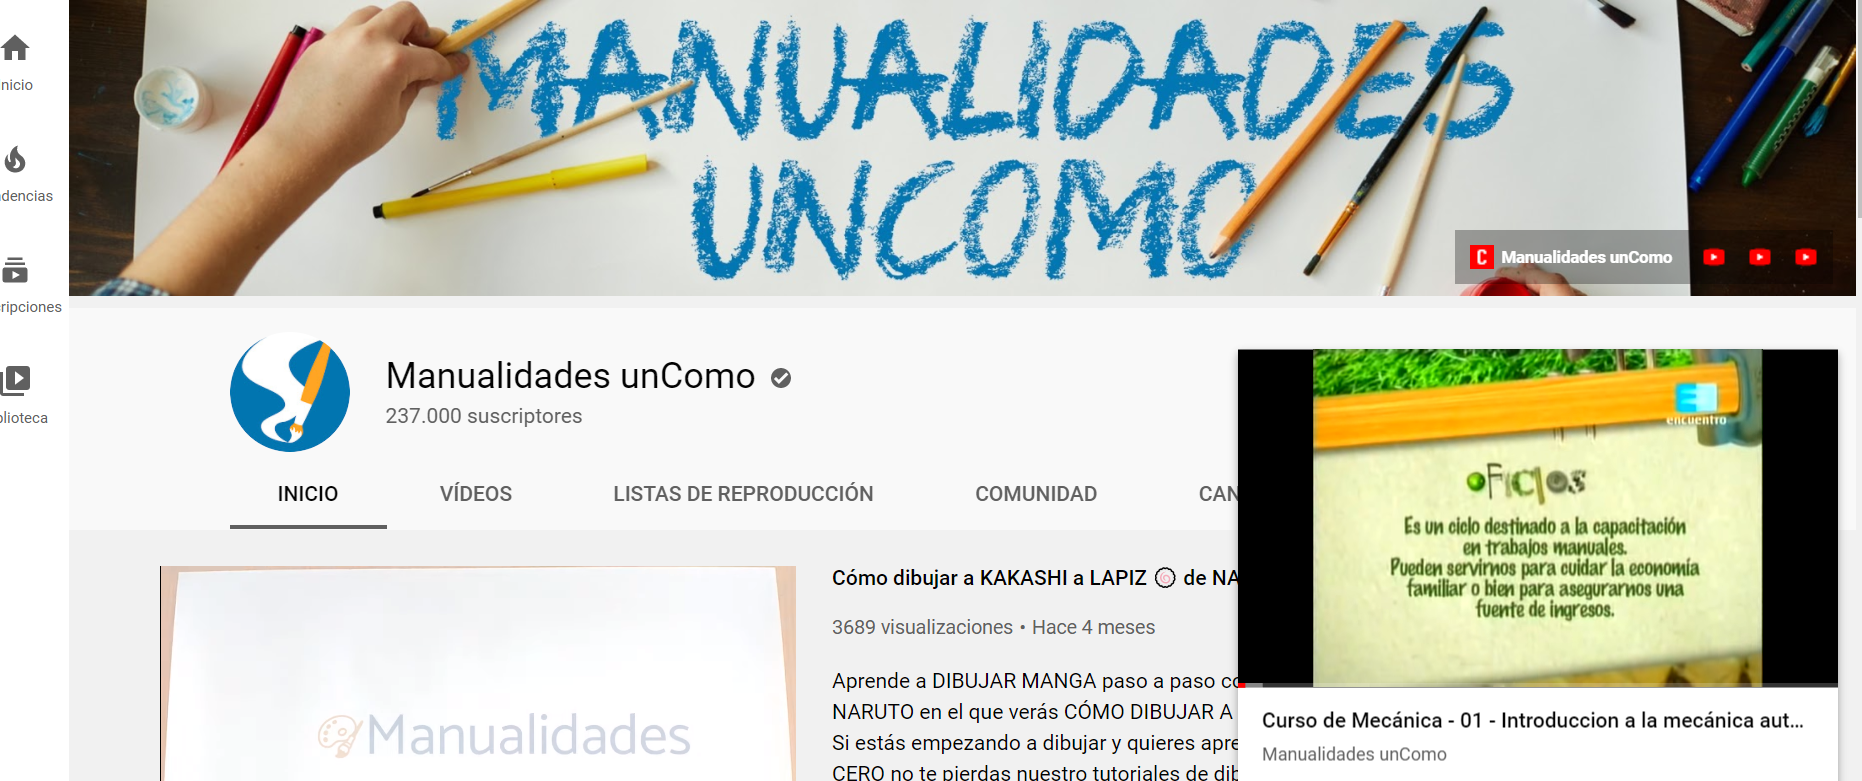 MANUALIDADES
UNCOMO
Manualidades unComo
nicio
dencias
cripciones
blioteca
Manualidades unComo
237.000 suscriptores
INICIO
VÍDEOS
LISTAS DE REPRODUCCIÓN
COMUNIDAD
CAN
Manualidades
Cómo dibujar a KAKASHI a LAPIZ 🍥 de NA
3689 visualizaciones • Hace 4 meses
Aprende a DIBUJAR MANGA paso a paso co
NARUTO en el que verás CÓMO DIBUJAR A
Si estás empezando a dibujar y quieres apre
CERO no te pierdas nuestro tutoriales de dib
encuentro
oFicios
Es un ciclo destinado a la capacitación
en trabajos manuales.
Pueden servirnos para cuidar la economía
familiar o bien para asegurarnos una
fuente de ingresos.
Curso de Mecánica - 01 - Introduccion a la mecánica aut...
Manualidades unComo